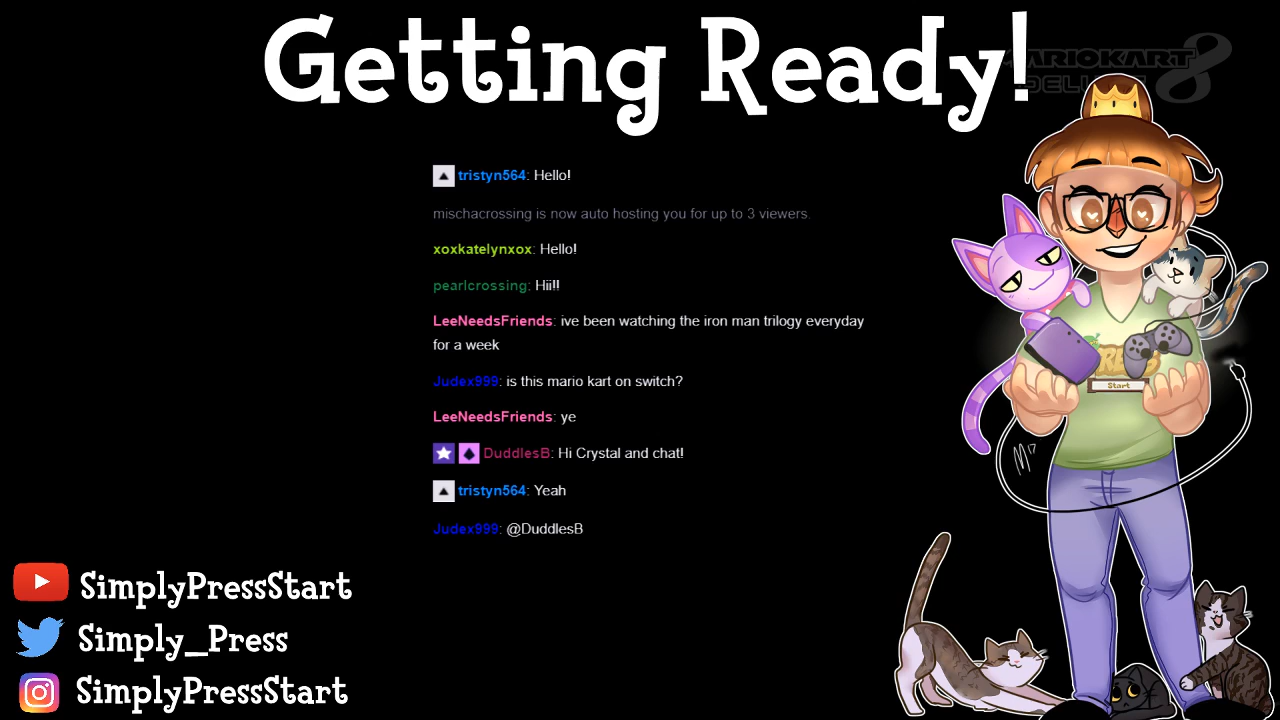 Getting Ready!
MARIOKART 8
DELUXE
tristyn564: Hello!
mischacrossing is now auto hosting you for up to 3 viewers.
xoxkatelynxox: Hello!
pearlcrossing: Hii!!
LeeNeedsFriends: ive been watching the iron man trilogy everyday
for a week
Judex999: is this mario kart on switch?
LeeNeedsFriends: ye
DuddlesB: Hi Crystal and chat!
tristyn564: Yeah
Judex999: @DuddlesB
Start
SimplyPressStart
Simply_Press
SimplyPressStart